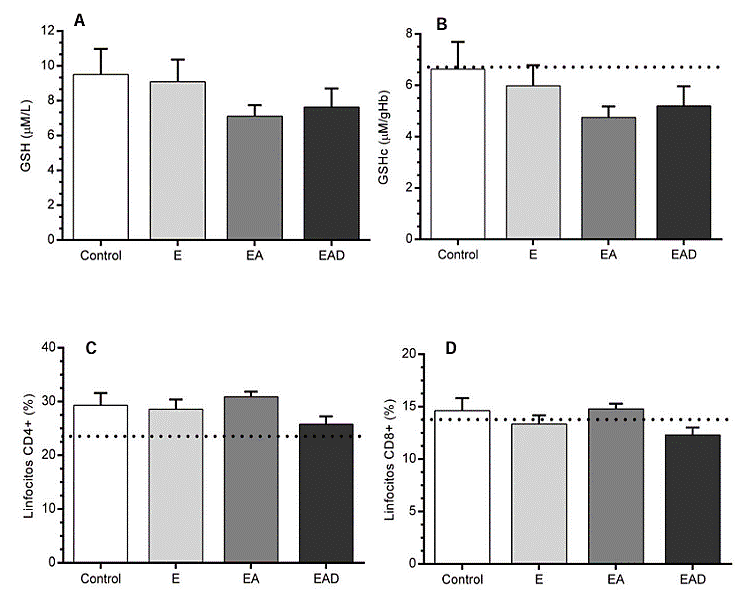 A
GSH (µM/L)
12
10
8
6
4
2
0
Control E EA EAD
B
GSHc (µM/gHb)
8
6
4
2
0
Control E EA EAD
C
Linfocitos CD4+ (%)
40
30
20
10
0
Control E EA EAD
D
Linfocitos CD8+ (%)
20
15
10
5
0
Control E EA EAD